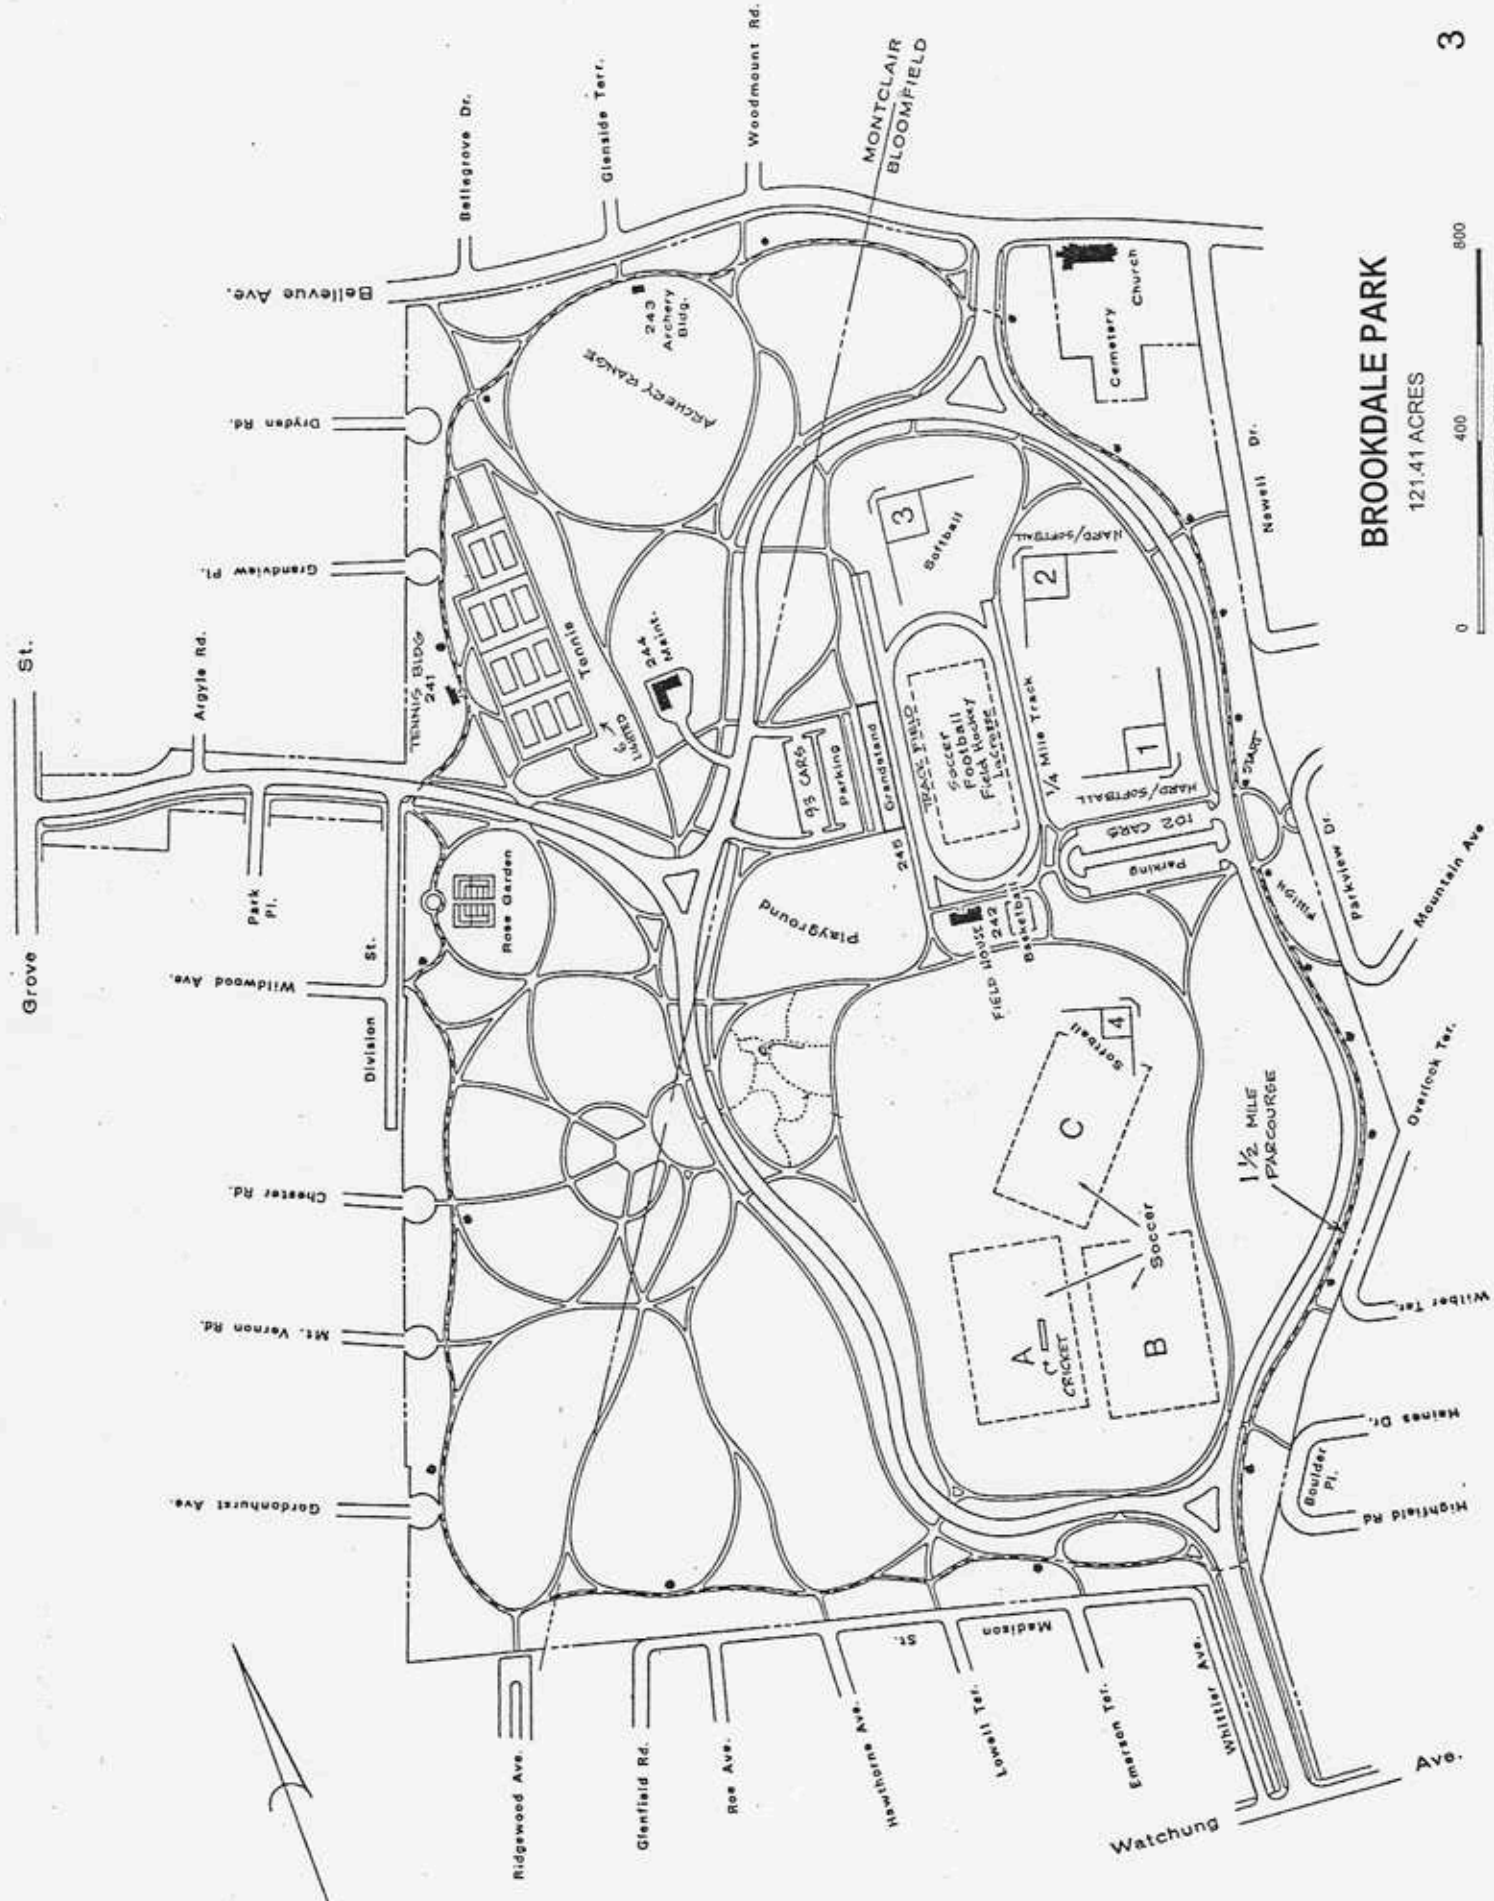 Grove St.
Argyle Rd.
Park
Pl.
Wildwood Ave.
Division St.
Chester Rd.
Mt. Vernon Rd.
Gordonhurst Ave.
Grandview Pl.
Dryden Rd.
Bellevue Ave.
Bellegrove Dr.
Glenside Terr.
Woodmount Rd.
MONTCLAIR
BLOOMFIELD
3
TENNIS BLDG
241
Tennis
6
LIGHTED
244
Maint.
243
Archery
Bldg.
ARCHERY RANGE
Rose Garden
93 CARS
Parking
Grandstand
245
Playground
TRACK FIELD
Soccer
Football
Field Hockey
Lacrosse
1/4 Mile Track
3
Softball
2
HARD/SOFTBALL
1
HARD/SOFTBALL
102 CARS
Parking
FIELD HOUSE
242
Basketball
4
Softball
C
A
CRICKET
B
Soccer
1 1/2 MILE
PARCOURSE
START
FINISH
Cemetery
Church
Newell Dr.
Parkview Dr.
Mountain Ave
Overlook Ter.
Wilber Ter.
Haines Dr.
Boulder
Pl.
Highfield Rd
Watchung Ave.
Whittier Ave.
Emerson Ter.
Lowell Ter.
Madison St.
Hawthorne Ave.
Roe Ave.
Glenfield Rd.
Ridgewood Ave.
BROOKDALE PARK
121.41 ACRES
0 400 800